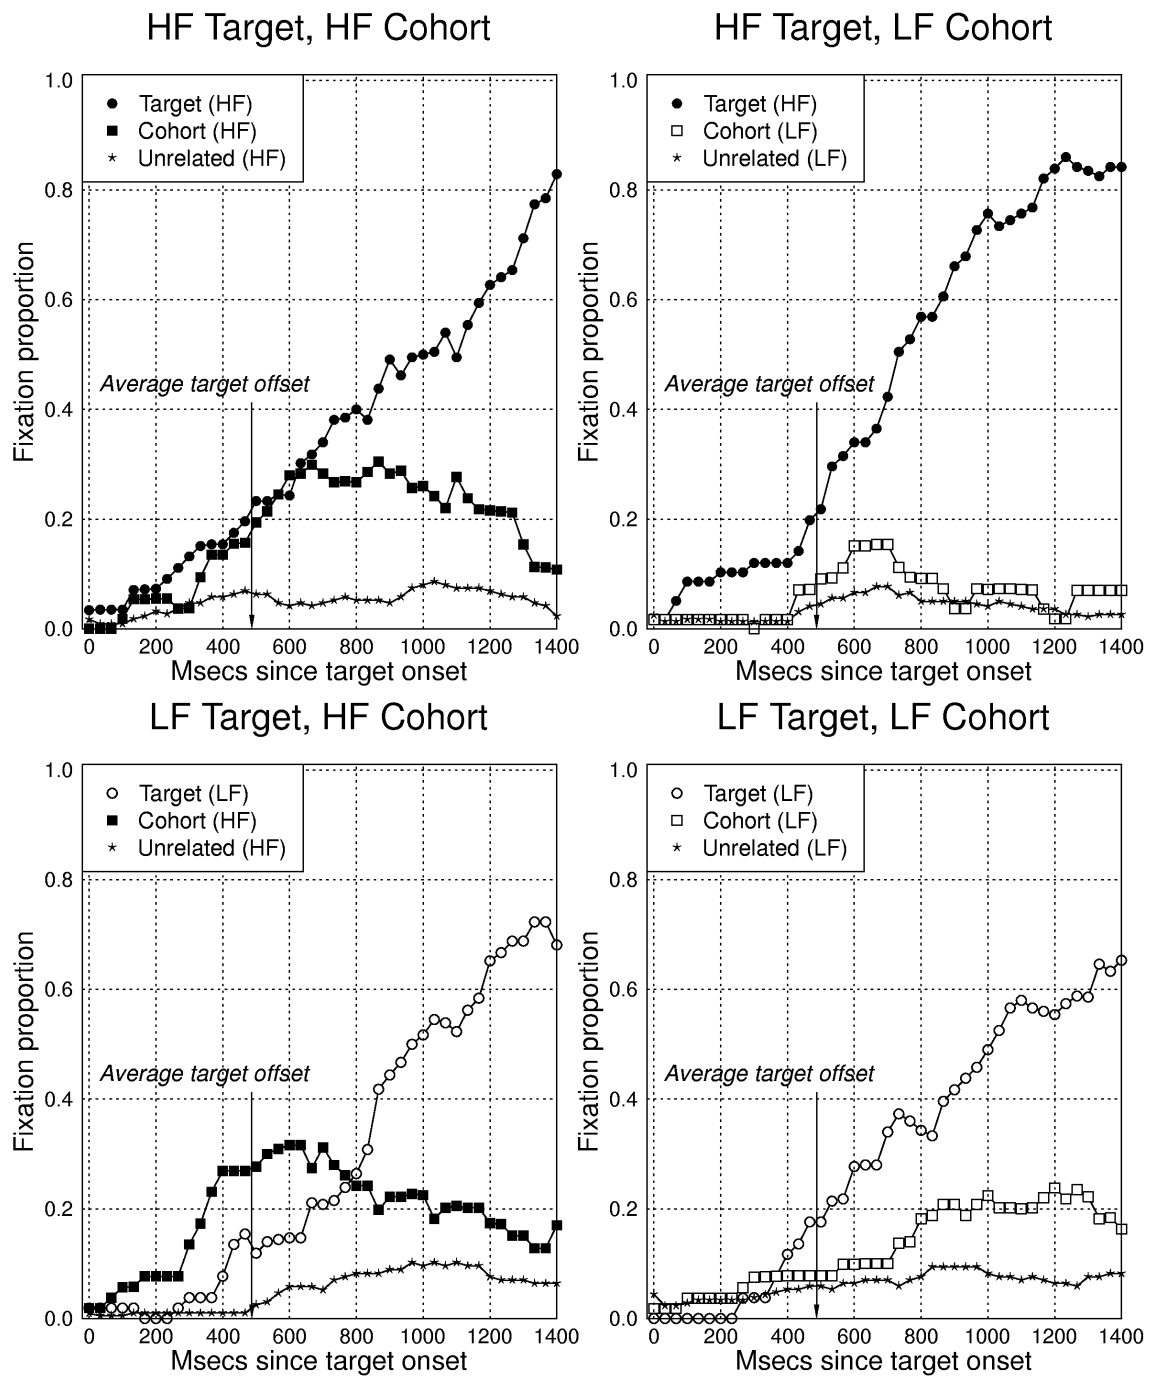 HF Target, HF Cohort
1.0
0.8
0.6
0.4
0.2
0.0
Fixation proportion
Target (HF)
Cohort (HF)
Unrelated (HF)
Average target offset
0 200 400 600 800 1000 1200 1400
Msecs since target onset
HF Target, LF Cohort
1.0
0.8
0.6
0.4
0.2
0.0
Fixation proportion
Target (HF)
Cohort (LF)
Unrelated (LF)
Average target offset
0 200 400 600 800 1000 1200 1400
Msecs since target onset
LF Target, HF Cohort
1.0
0.8
0.6
0.4
0.2
0.0
Fixation proportion
Target (LF)
Cohort (HF)
Unrelated (HF)
Average target offset
0 200 400 600 800 1000 1200 1400
Msecs since target onset
LF Target, LF Cohort
1.0
0.8
0.6
0.4
0.2
0.0
Fixation proportion
Target (LF)
Cohort (LF)
Unrelated (LF)
Average target offset
0 200 400 600 800 1000 1200 1400
Msecs since target onset